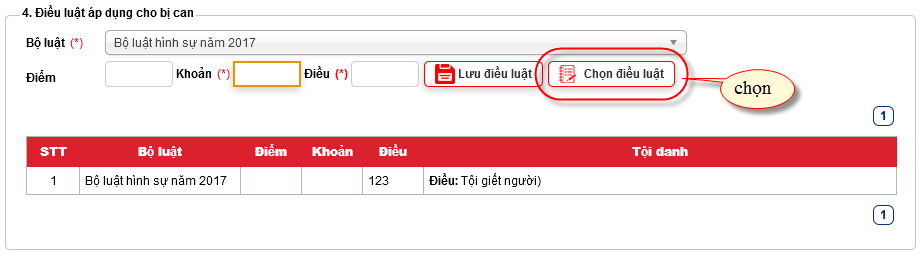 4. Điều luật áp dụng cho bị can
Bộ luật (*) Bộ luật hình sự năm 2017
Điểm Khoản (*) Điều (*) Lưu điều luật Chọn điều luật
chọn
1
STT Bộ luật Điểm Khoản Điều Tội danh
1 Bộ luật hình sự năm 2017 123 Điều: Tội giết người)
1